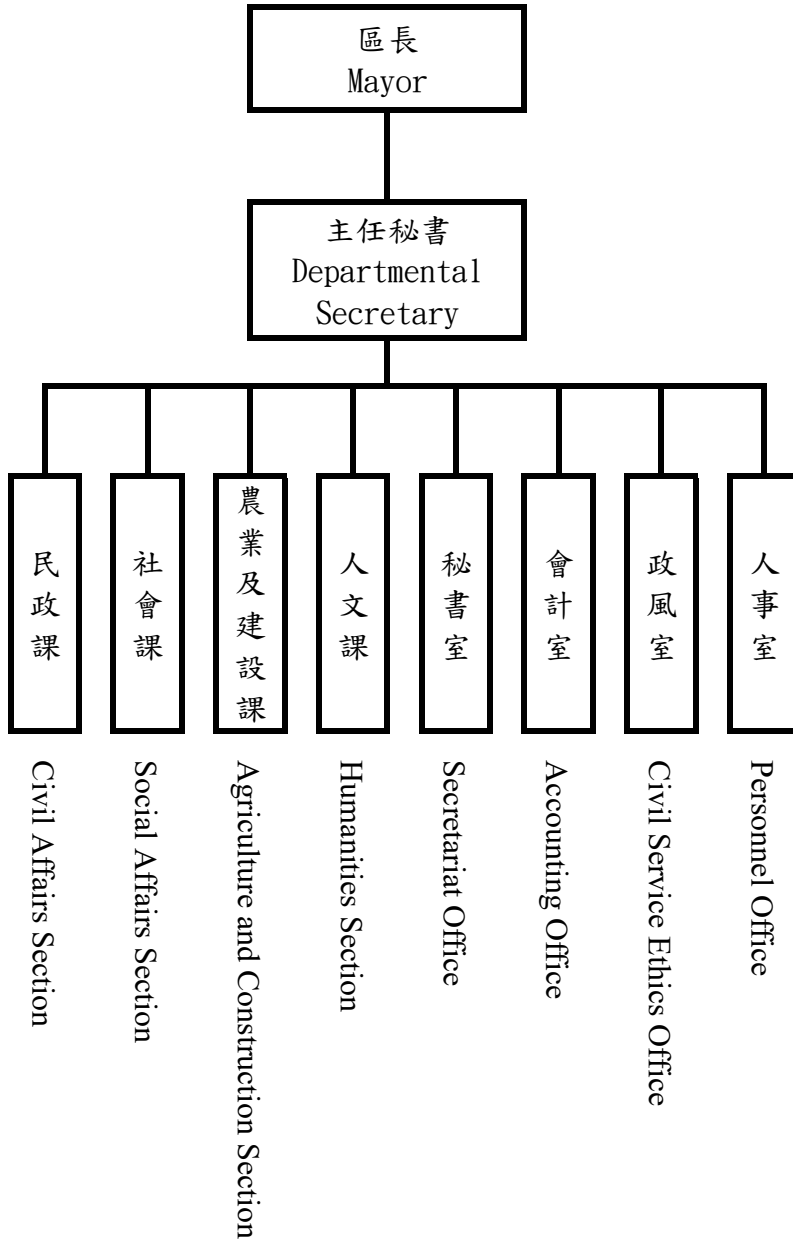 區長
Mayor
主任秘書
Departmental
Secretary
民政課
社會課
農業及建設課
人文課
秘書室
會計室
政風室
人事室
Civil Affairs Section
Social Affairs Section
Agriculture and Construction Section
Humanities Section
Secretariat Office
Accounting Office
Civil Service Ethics Office
Personnel Office